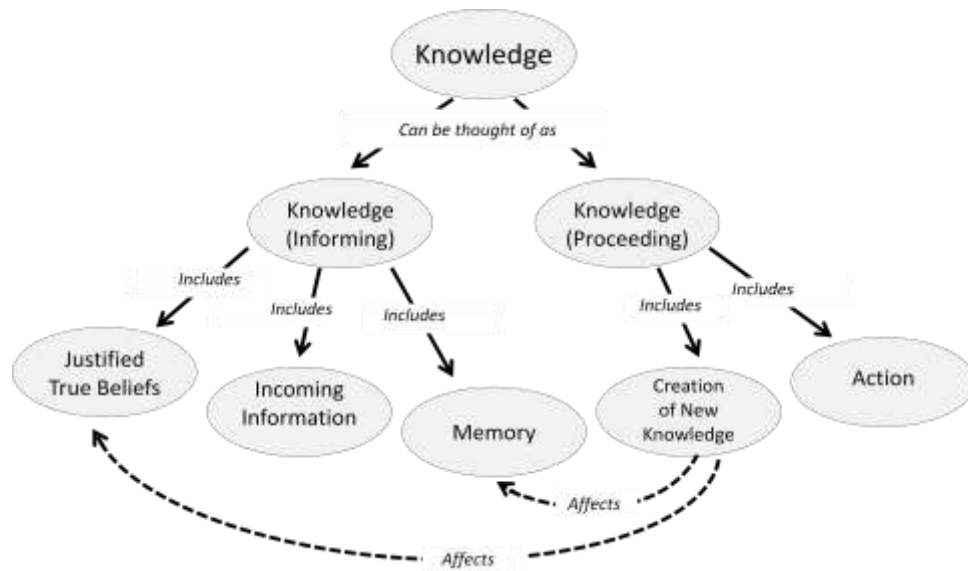 Knowledge
Can be thought of as
Knowledge
(Informing)
Knowledge
(Proceeding)
Includes
Includes
Includes
Includes
Includes
Justified
True Beliefs
Incoming
Information
Memory
Creation
of New
Knowledge
Action
Affects
Affects